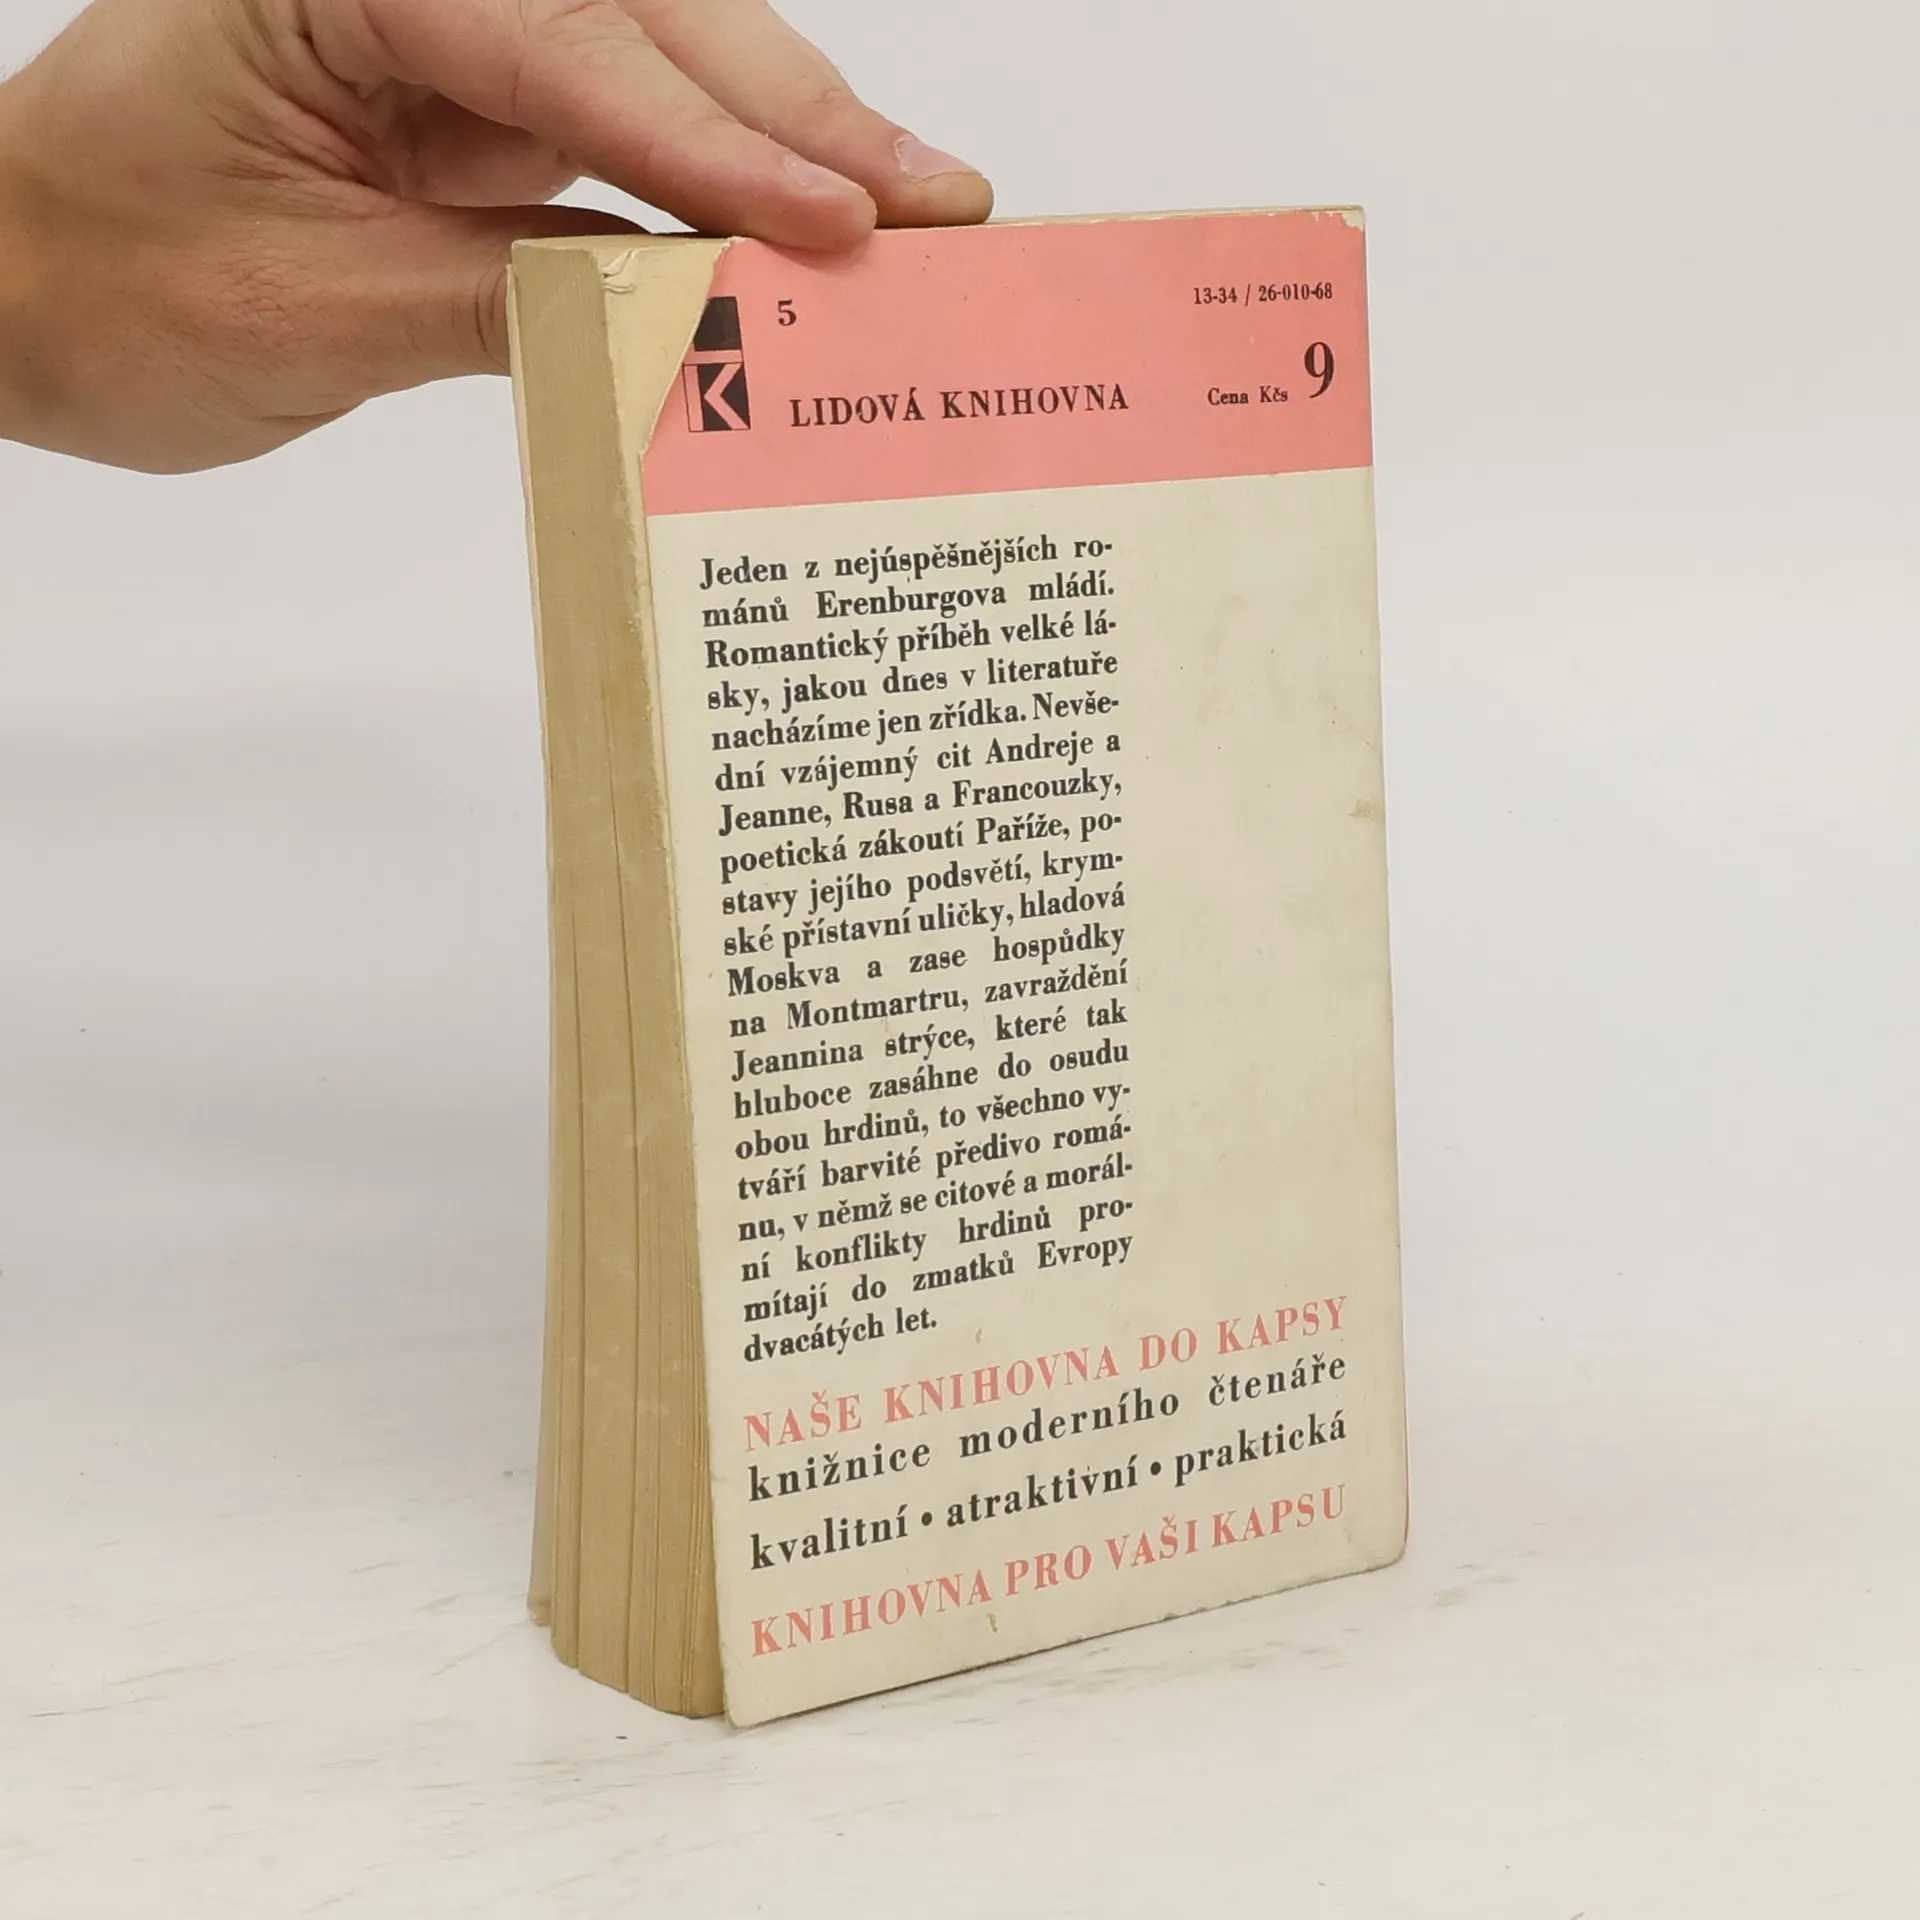 5
13-34 / 26-010-68
LK
LIDOVÁ KNIHOVNA
Cena Kčs 9
Jeden z nejúspěšnějších ro-
mánů Erenburgova mládí.
Romantický příběh velké lá-
sky, jakou dnes v literatuře
nacházíme jen zřídka. Nevše-
dní vzájemný cit Andreje a
Jeanne, Rusa a Francouzky,
poetická zákoutí Paříže, po-
stavy jejího podsvětí, krym-
ské přístavní uličky, hladová
Moskva a zase hospůdky
na Montmartru, zavraždění
Jeannina strýce, které tak
hluboce zasáhne do osudu
obou hrdinů, to všechno vy-
tváří barvité předivo romá-
nu, v němž se citové a morál-
ní konflikty hrdinů pro-
mítají do zmatků Evropy
dvacátých let.
NAŠE KNIHOVNA DO KAPSY
knižnice moderního čtenáře
kvalitní • atraktivní • praktická
KNIHOVNA PRO VAŠI KAPSU